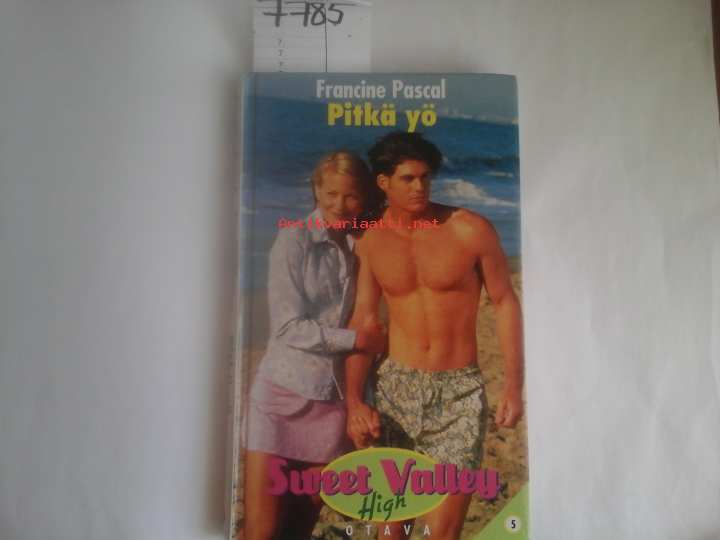 7785
Francine Pascal
Pitkä yö
Antikvariaatti.net
Sweet Valley
High
OTAVA
5